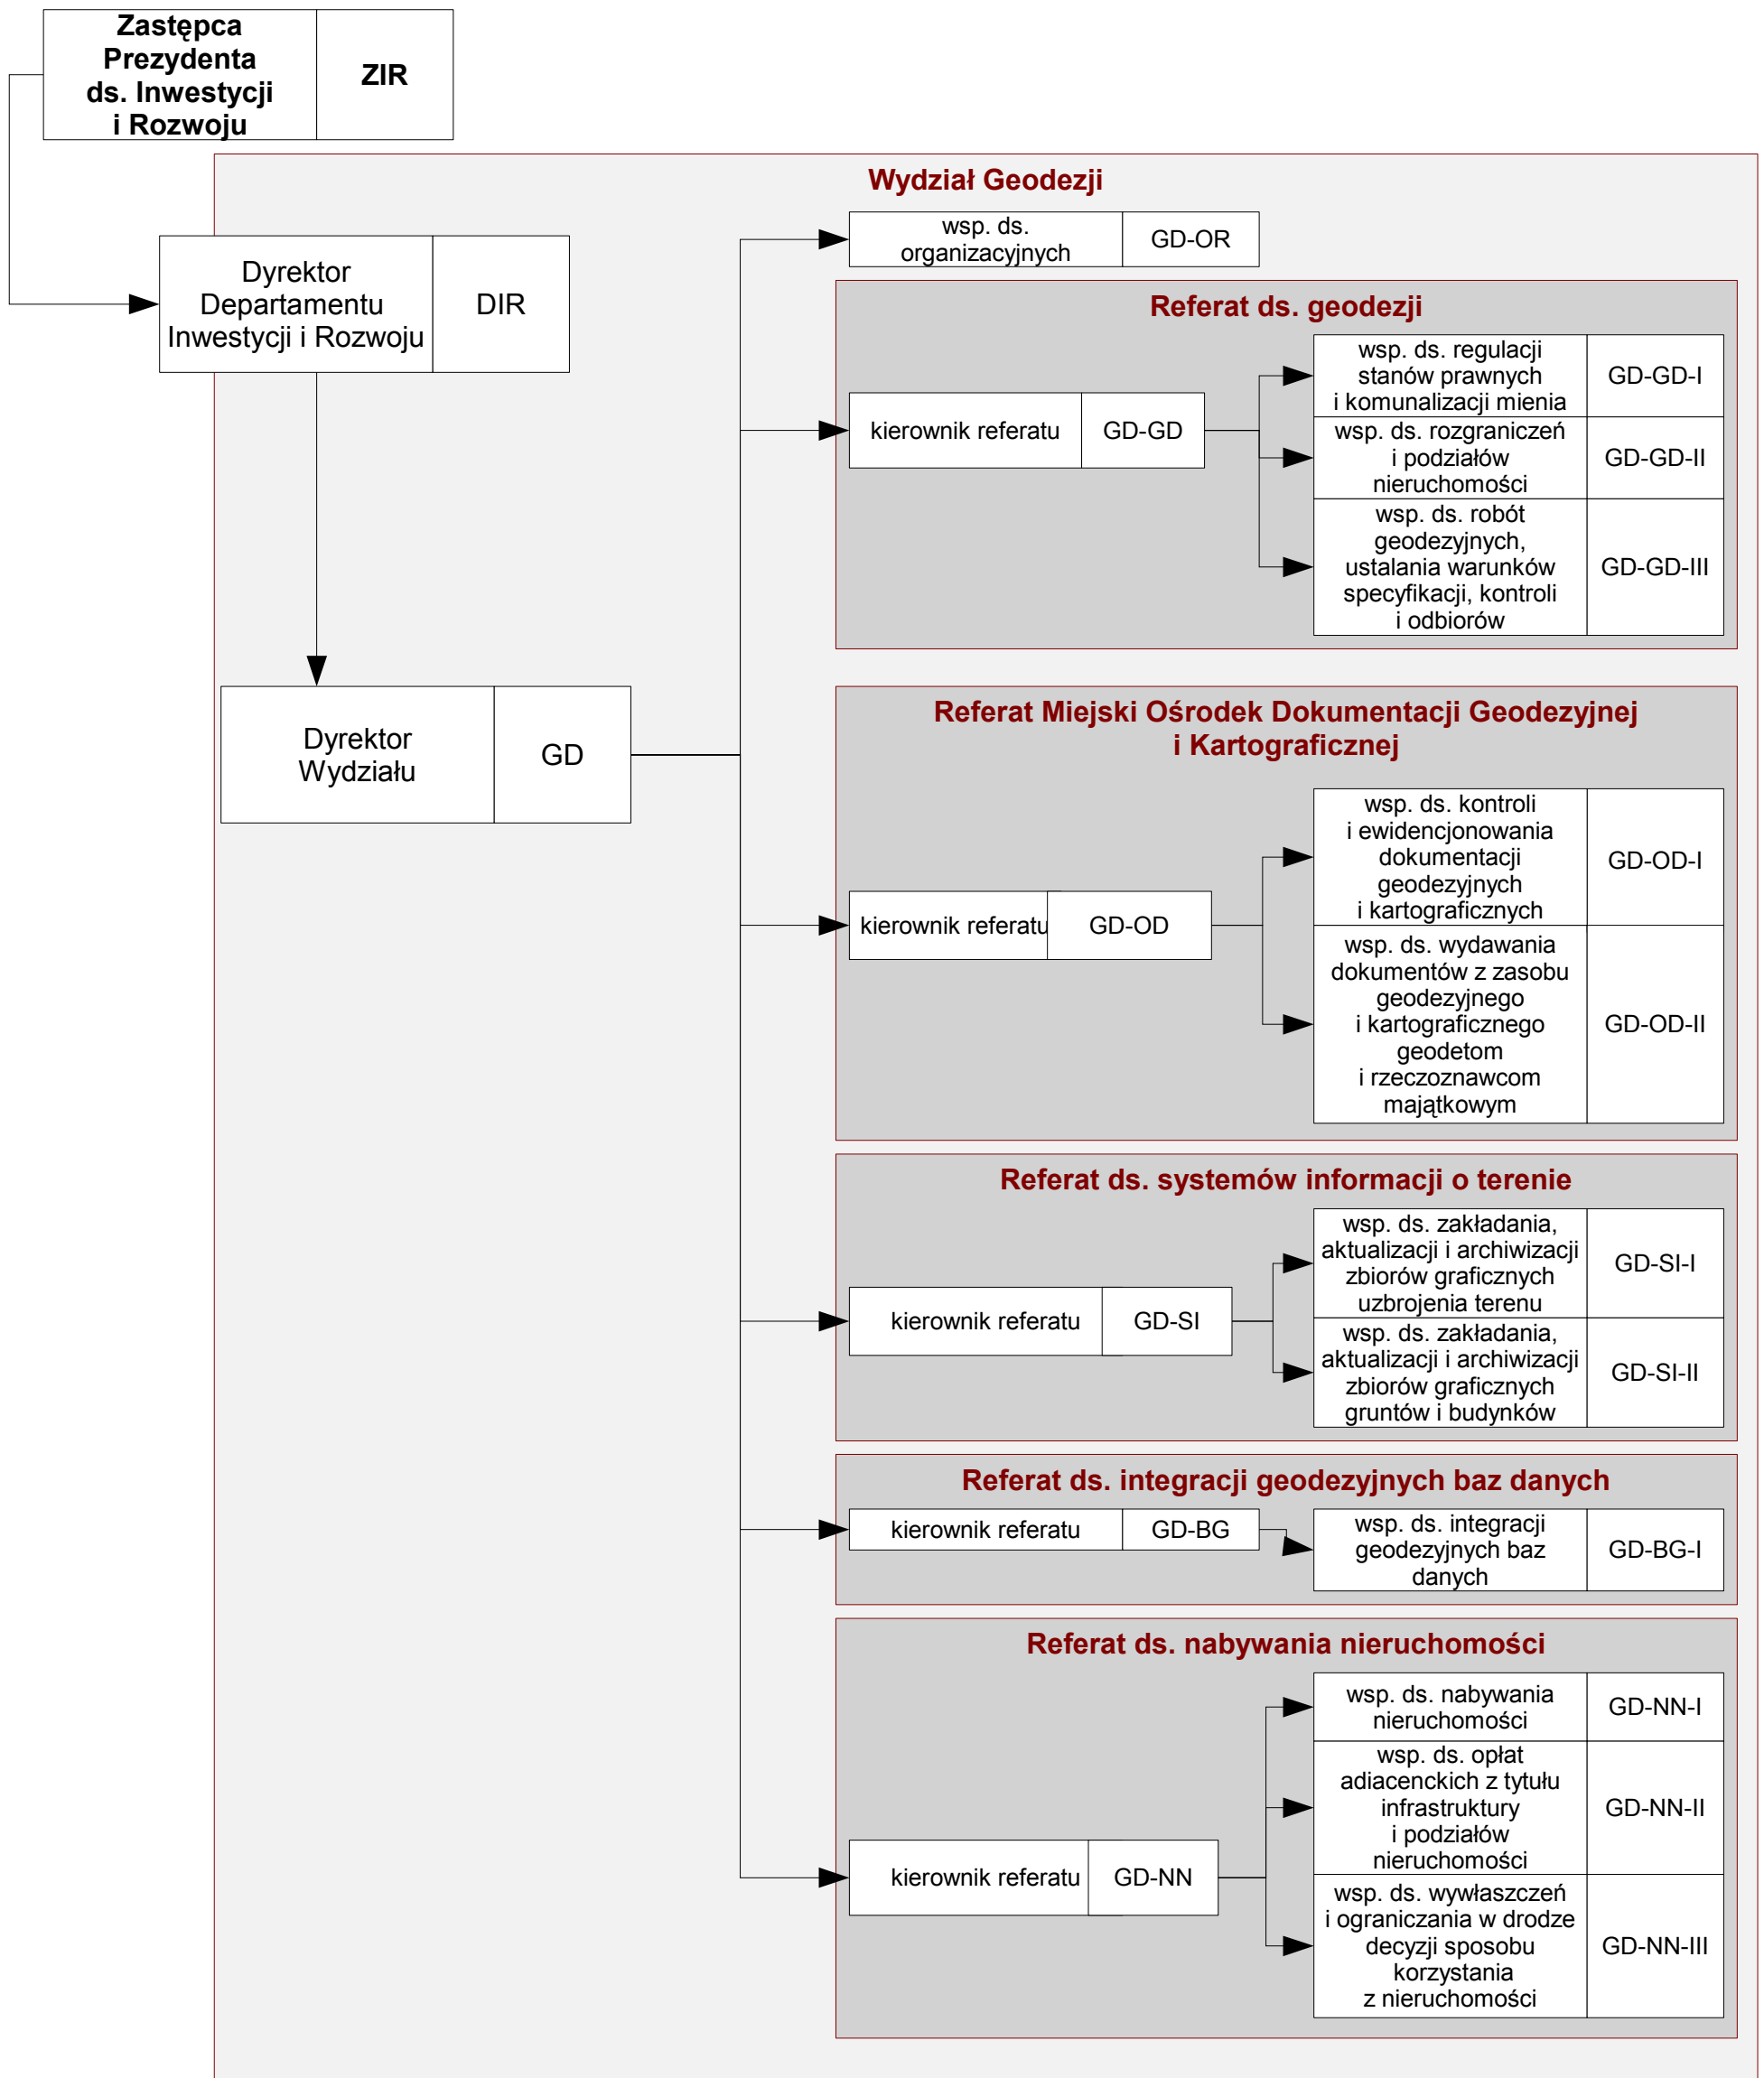 Zastępca
Prezydenta
ds. Inwestycji
i Rozwoju
ZIR
Wydział Geodezji
wsp. ds.
organizacyjnych
GD-OR
Dyrektor
Departamentu
Inwestycji i Rozwoju
DIR
Referat ds. geodezji
kierownik referatu
GD-GD
wsp. ds. regulacji
stanów prawnych
i komunalizacji mienia
GD-GD-I
wsp. ds. rozgraniczeń
i podziałów
nieruchomości
GD-GD-II
wsp. ds. robót
geodezyjnych,
ustalania warunków
specyfikacji, kontroli
i odbiorów
GD-GD-III
Dyrektor
Wydziału
GD
Referat Miejski Ośrodek Dokumentacji Geodezyjnej
i Kartograficznej
kierownik referatu
GD-OD
wsp. ds. kontroli
i ewidencjonowania
dokumentacji
geodezyjnych
i kartograficznych
GD-OD-I
wsp. ds. wydawania
dokumentów z zasobu
geodezyjnego
i kartograficznego
geodetom
i rzeczoznawcom
majątkowym
GD-OD-II
Referat ds. systemów informacji o terenie
kierownik referatu
GD-SI
wsp. ds. zakładania,
aktualizacji i archiwizacji
zbiorów graficznych
uzbrojenia terenu
GD-SI-I
wsp. ds. zakładania,
aktualizacji i archiwizacji
zbiorów graficznych
gruntów i budynków
GD-SI-II
Referat ds. integracji geodezyjnych baz danych
kierownik referatu
GD-BG
wsp. ds. integracji
geodezyjnych baz
danych
GD-BG-I
Referat ds. nabywania nieruchomości
kierownik referatu
GD-NN
wsp. ds. nabywania
nieruchomości
GD-NN-I
wsp. ds. opłat
adiacenckich z tytułu
infrastruktury
i podziałów
nieruchomości
GD-NN-II
wsp. ds. wywłaszczeń
i ograniczania w drodze
decyzji sposobu
korzystania
z nieruchomości
GD-NN-III